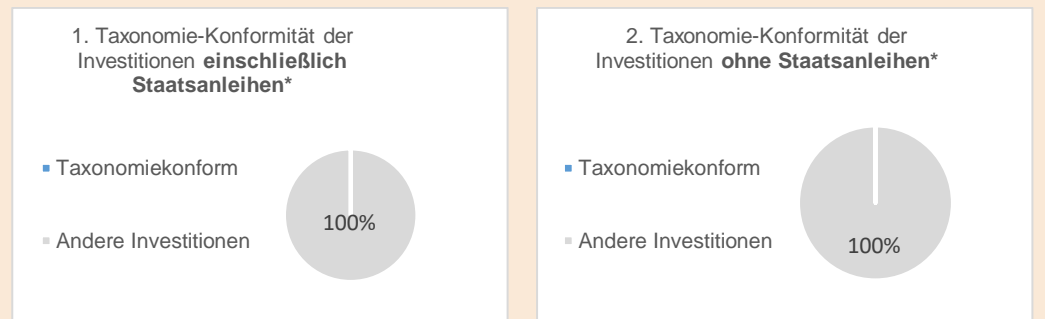 1. Taxonomie-Konformität der
Investitionen einschließlich
Staatsanleihen*
Taxonomiekonform
Andere Investitionen
100%
2. Taxonomie-Konformität der
Investitionen ohne Staatsanleihen*
Taxonomiekonform
Andere Investitionen
100%